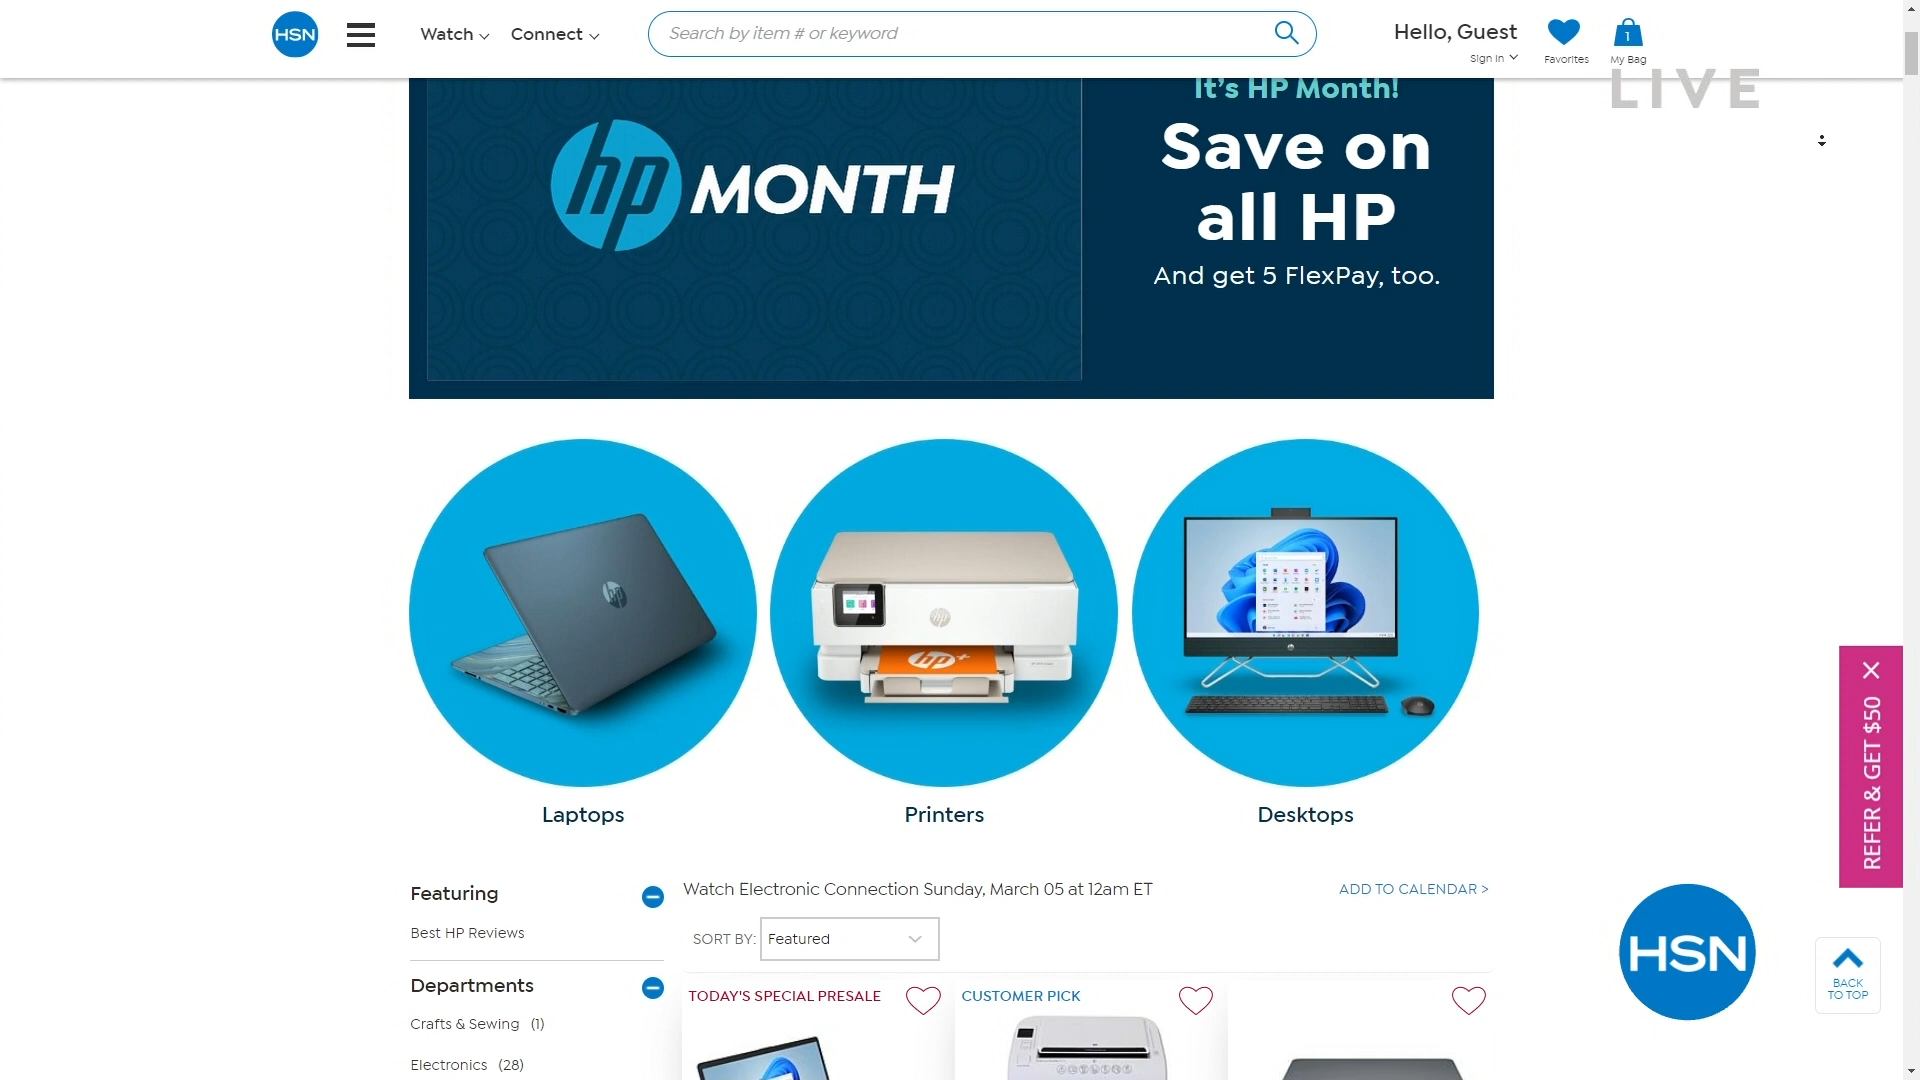 HSN
Watch
Connect
Search by item # or keyword
Hello, Guest
Sign In
Favorites
1
My Bag
LIVE
hp MONTH
It's HP Month!
Save on
all HP
And get 5 FlexPay, too.
hp
hp
hp+
Laptops
Printers
Desktops
REFER & GET $50
Featuring
Best HP Reviews
Departments
Crafts & Sewing (1)
Electronics (28)
Watch Electronic Connection Sunday, March 05 at 12am ET
ADD TO CALENDAR >
SORT BY: Featured
TODAY'S SPECIAL PRESALE
CUSTOMER PICK
HSN
BACK
TO TOP